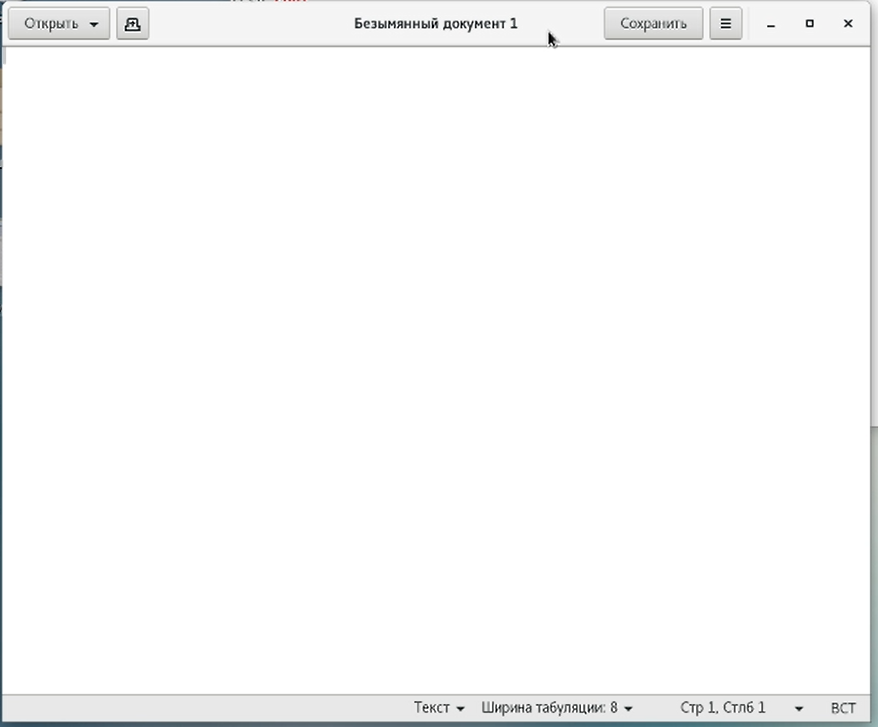 Открыть
Безымянный документ 1
Сохранить
Текст
Ширина табуляции: 8
Стр 1, Стлб 1
ВСТ